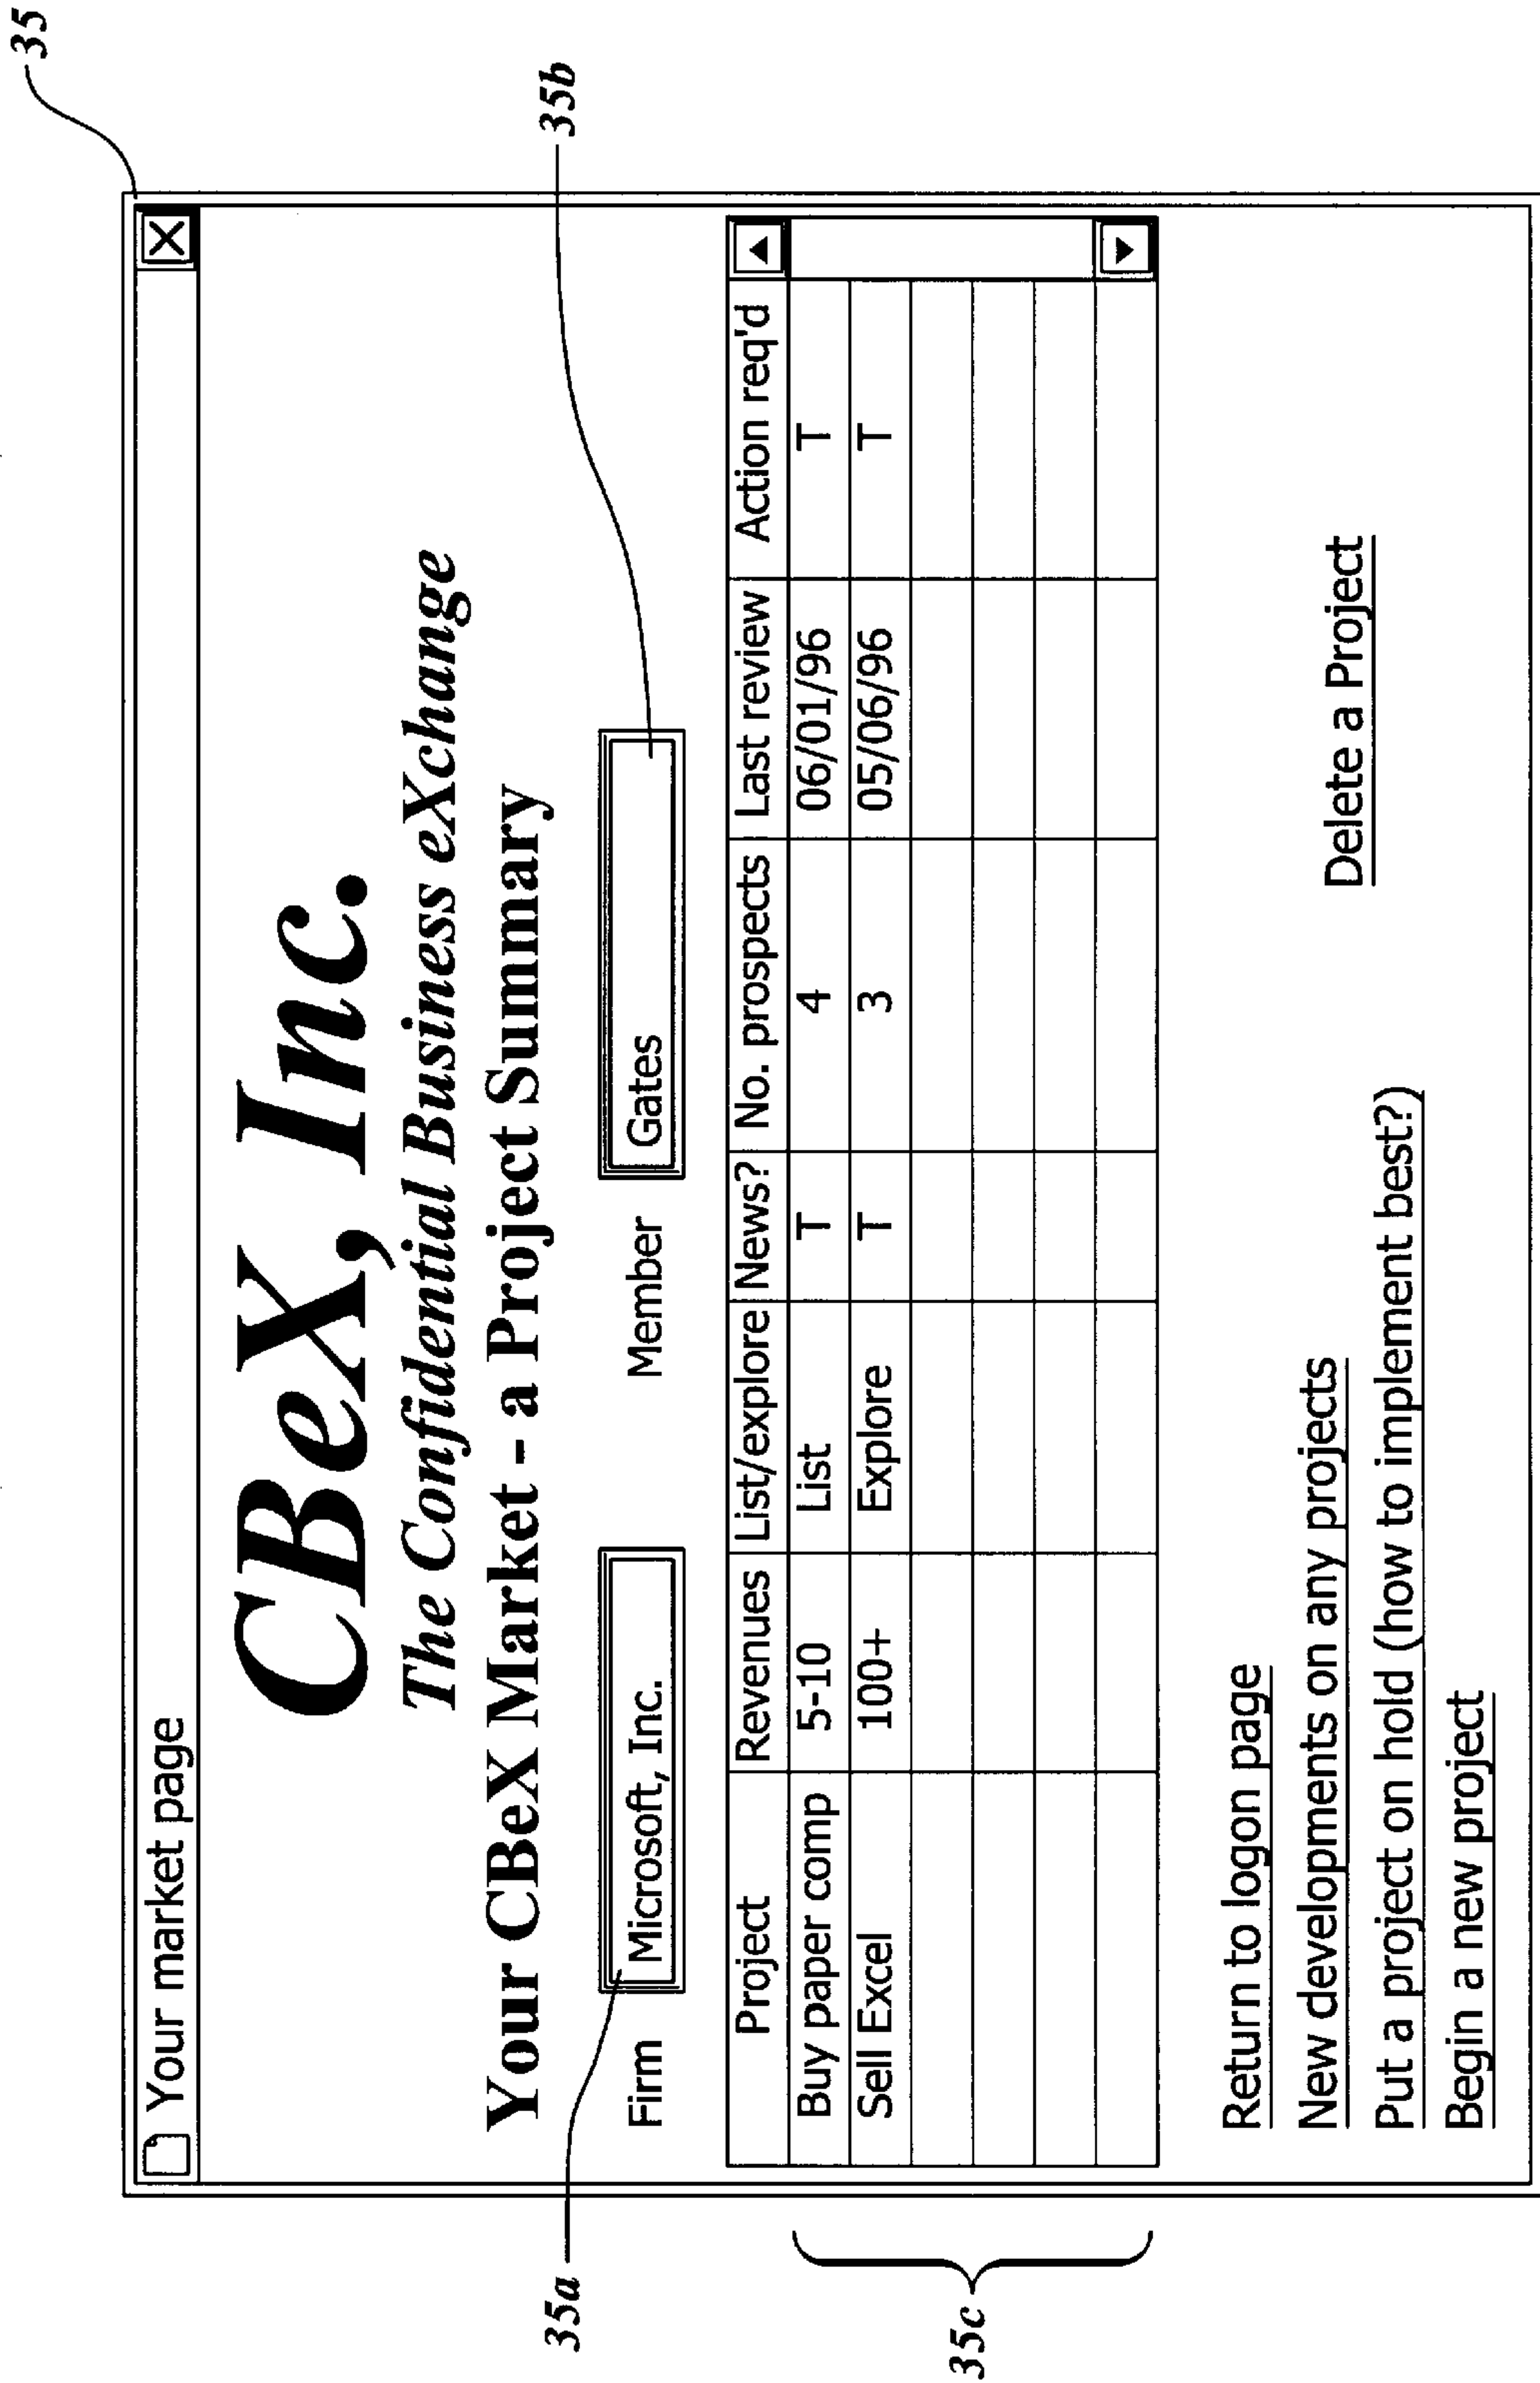 35
Your market page
CBeX, Inc.
The Confidential Business eXchange
Your CBeX Market - a Project Summary
35a
35b
Firm Microsoft, Inc. Member Gates
Project Revenues List/explore News? No. prospects Last review Action req'd
Buy paper comp 5-10 List T 4 06/01/96 T
Sell Excel 100+ Explore T 3 05/06/96 T
35c
Return to logon page
New developments on any projects Delete a Project
Put a project on hold (how to implement best?)
Begin a new project